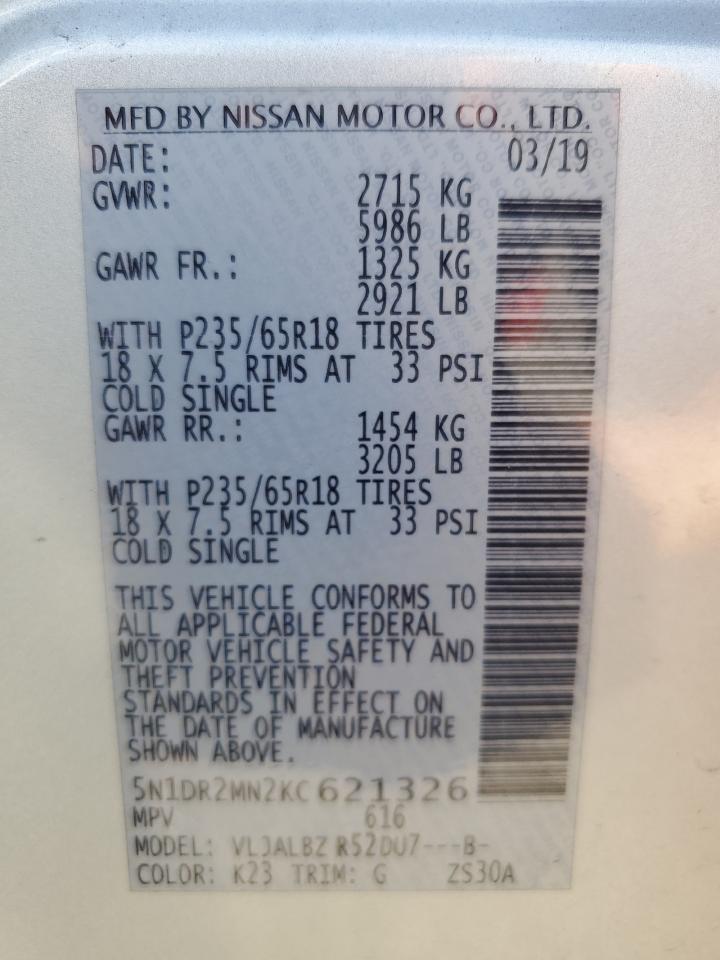 MFD BY NISSAN MOTOR CO., LTD.
DATE: 03/19
GVWR: 2715 KG
5986 LB
GAWR FR.: 1325 KG
2921 LB
WITH P235/65R18 TIRES
18 X 7.5 RIMS AT 33 PSI
COLD SINGLE
GAWR RR.: 1454 KG
3205 LB
WITH P235/65R18 TIRES
18 X 7.5 RIMS AT 33 PSI
COLD SINGLE
THIS VEHICLE CONFORMS TO
ALL APPLICABLE FEDERAL
MOTOR VEHICLE SAFETY AND
THEFT PREVENTION
STANDARDS IN EFFECT ON
THE DATE OF MANUFACTURE
SHOWN ABOVE.
5N1DR2MN2KC621326
MPV 616
MODEL: VLJALBZ R52DU7---B-
COLOR: K23 TRIM: G ZS30A